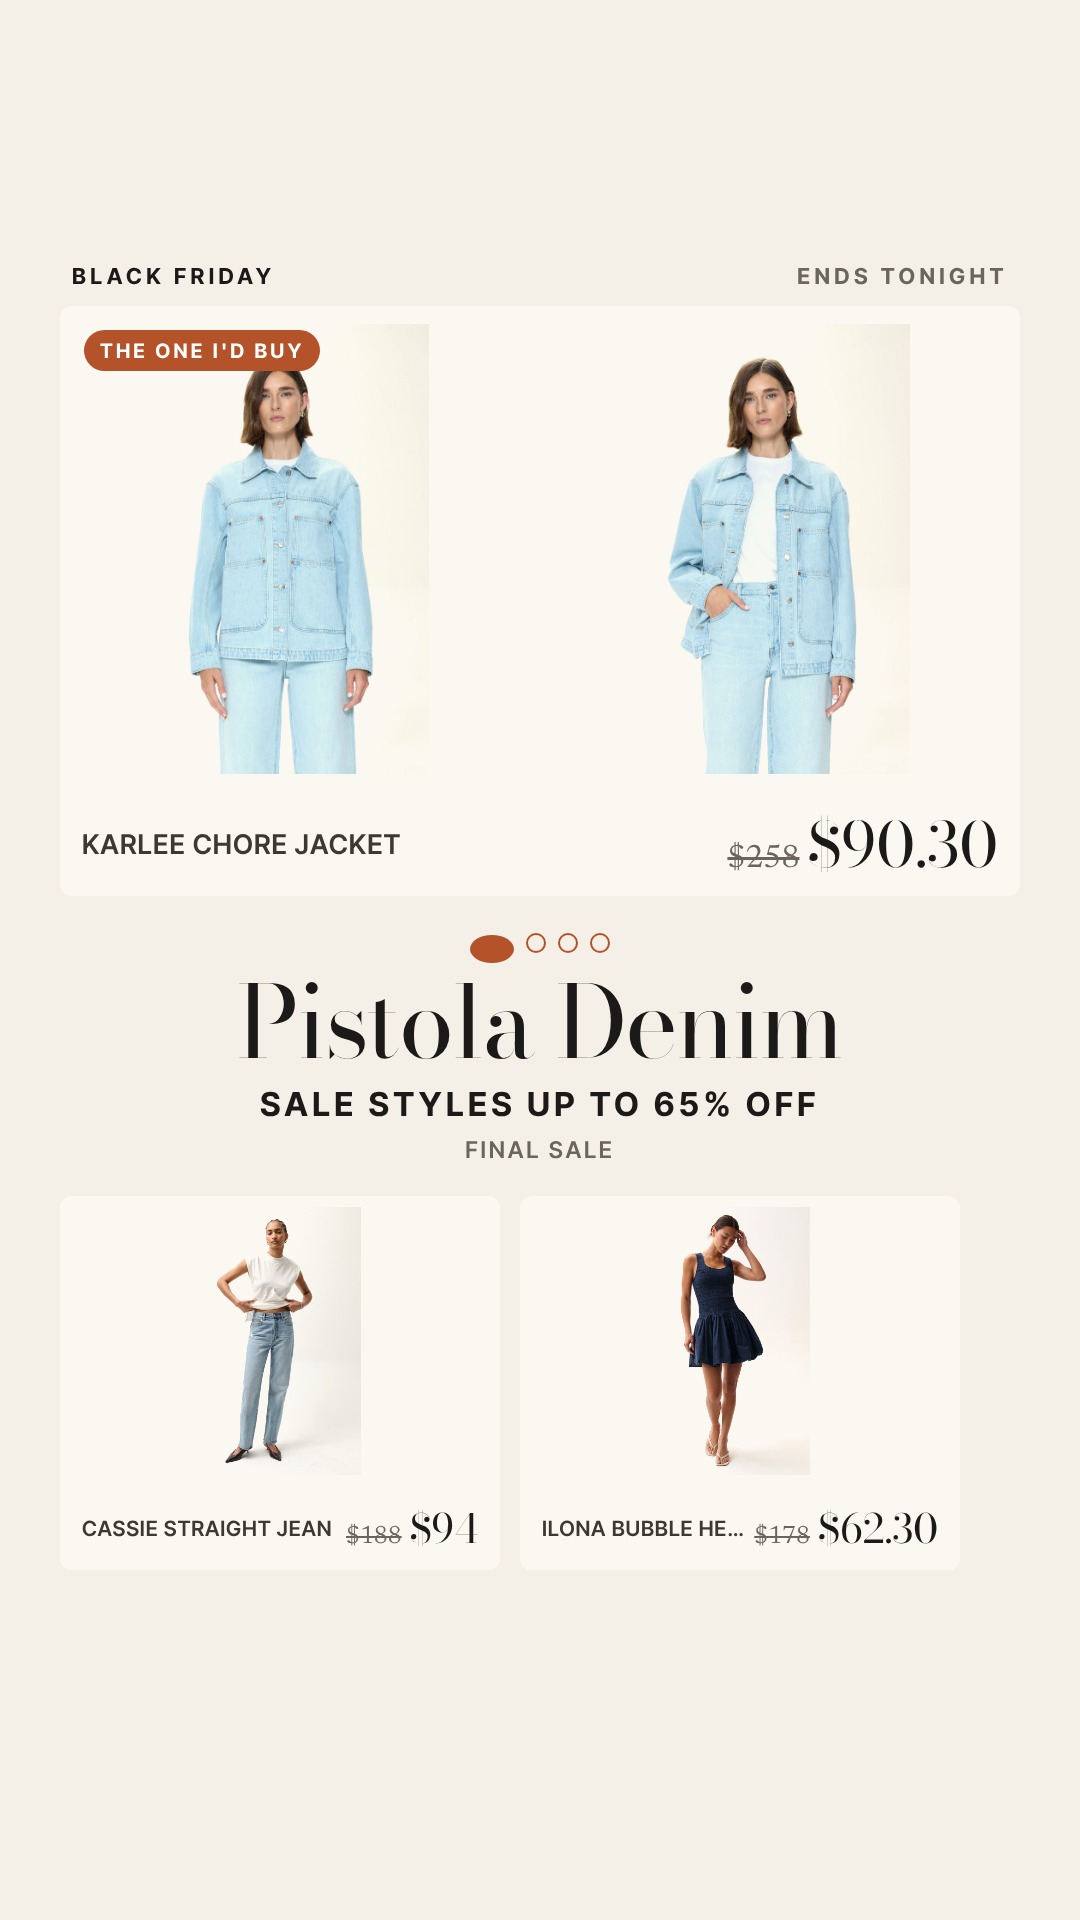 BLACK FRIDAY
ENDS TONIGHT
THE ONE I'D BUY
KARLEE CHORE JACKET
$258 $90.30
Pistola Denim
SALE STYLES UP TO 65% OFF
FINAL SALE
CASSIE STRAIGHT JEAN $188 $94
ILONA BUBBLE HE... $178 $62.30